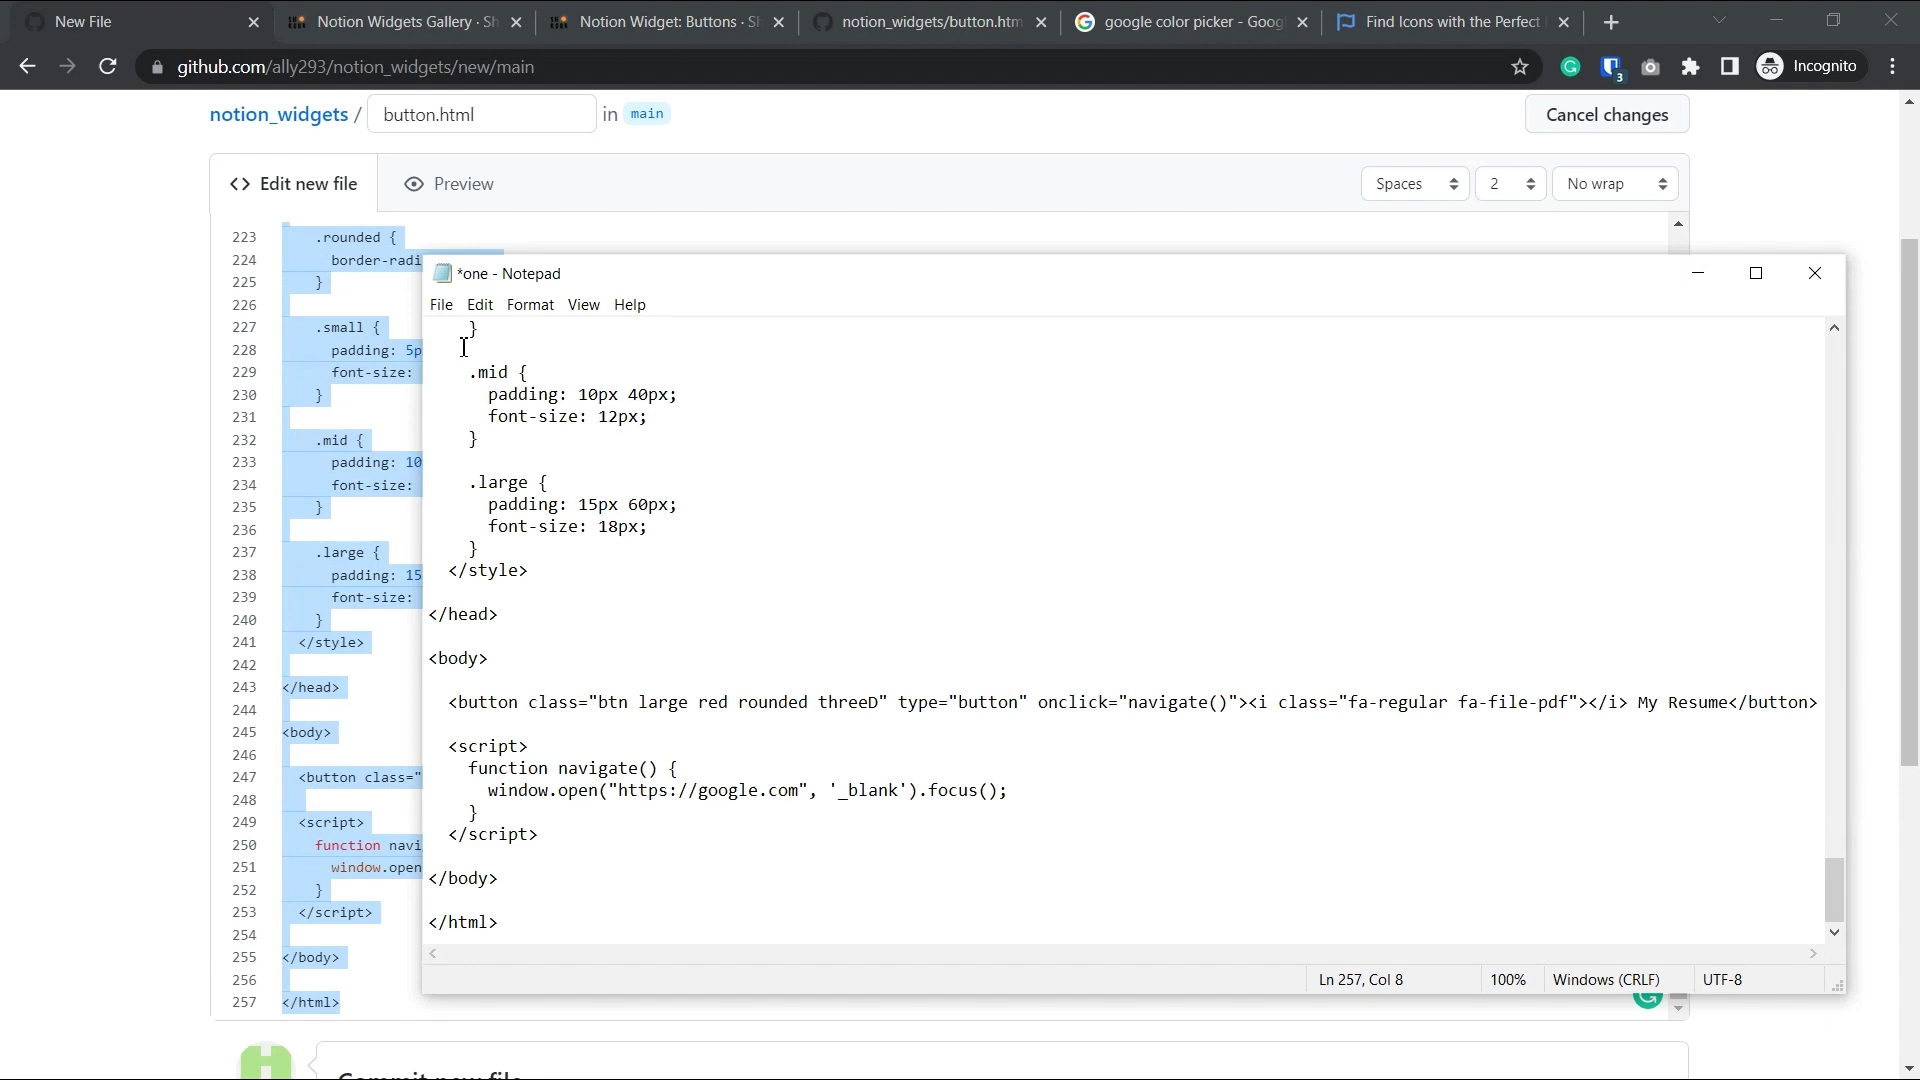 New File
Notion Widgets Gallery · Sh
Notion Widget: Buttons · Sh
notion_widgets/button.htm
google color picker - Goog
Find Icons with the Perfect
github.com/ally293/notion_widgets/new/main
3
Incognito
notion_widgets / button.html in main
Cancel changes
<> Edit new file
Preview
Spaces
2
No wrap
223 .rounded {
224 border-radi
225 }
226
227 .small {
228 padding: 5p
229 font-size:
230 }
231
232 .mid {
233 padding: 10
234 font-size:
235 }
236
237 .large {
238 padding: 15
239 font-size:
240 }
241 </style>
242
243 </head>
244
245 <body>
246
247 <button class="
248
249 <script>
250 function navi
251 window.open
252 }
253 </script>
254
255 </body>
256
257 </html>
*one - Notepad
File Edit Format View Help
}
.mid {
padding: 10px 40px;
font-size: 12px;
}
.large {
padding: 15px 60px;
font-size: 18px;
}
</style>
</head>
<body>
<button class="btn large red rounded threeD" type="button" onclick="navigate()"><i class="fa-regular fa-file-pdf"></i> My Resume</button>
<script>
function navigate() {
window.open("https://google.com", '_blank').focus();
}
</script>
</body>
</html>
Ln 257, Col 8
100%
Windows (CRLF)
UTF-8
Commit new file